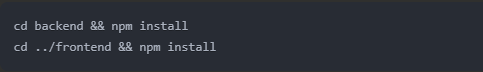 cd backend && npm install
cd ../frontend && npm install